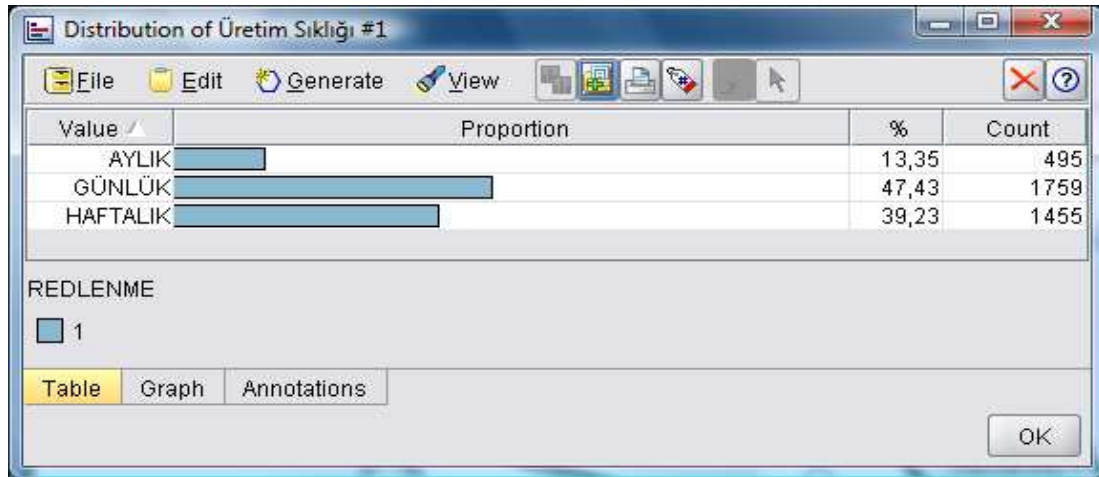 Distribution of Üretim Sıklığı #1
File Edit Generate View
Value Proportion % Count
AYLIK 13,35 495
GÜNLÜK 47,43 1759
HAFTALIK 39,23 1455
REDLENME
1
Table Graph Annotations
OK